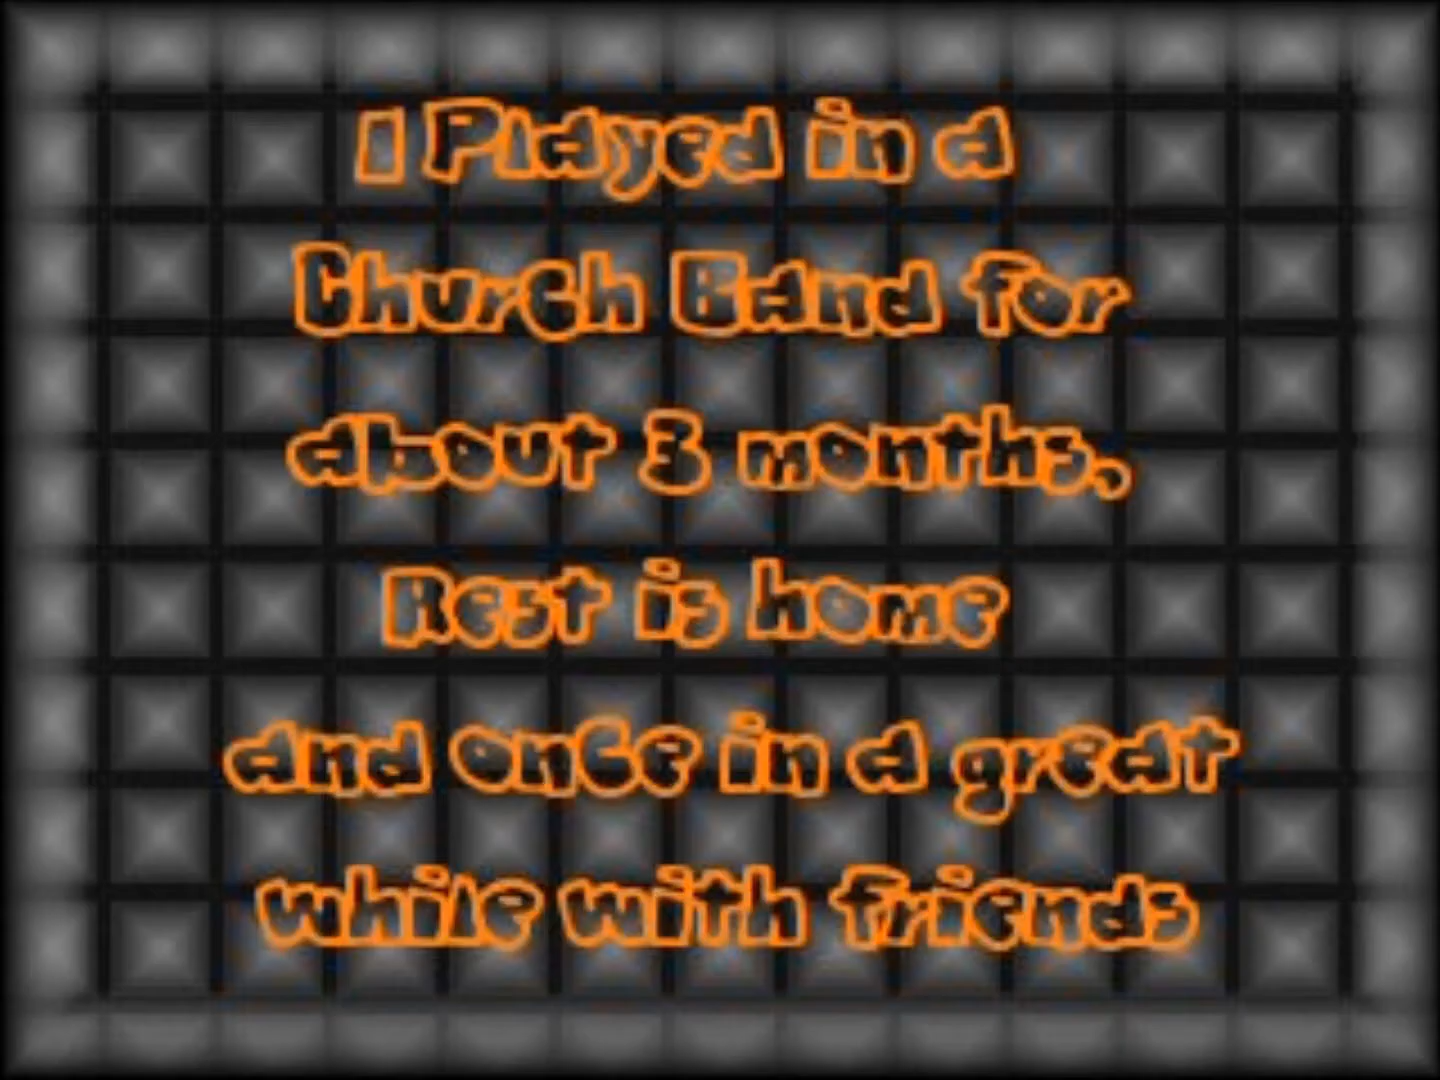 I Played in a
Church Band for
about 3 months,
Rest is home
and once in a great
while with friends